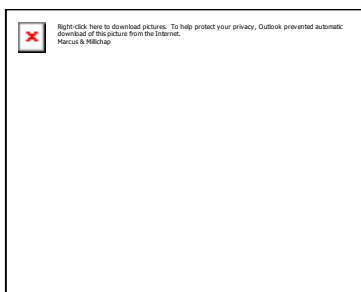 Right-click here to download pictures. To help protect your privacy, Outlook prevented automatic
download of this picture from the Internet.
Marcus & Millichap